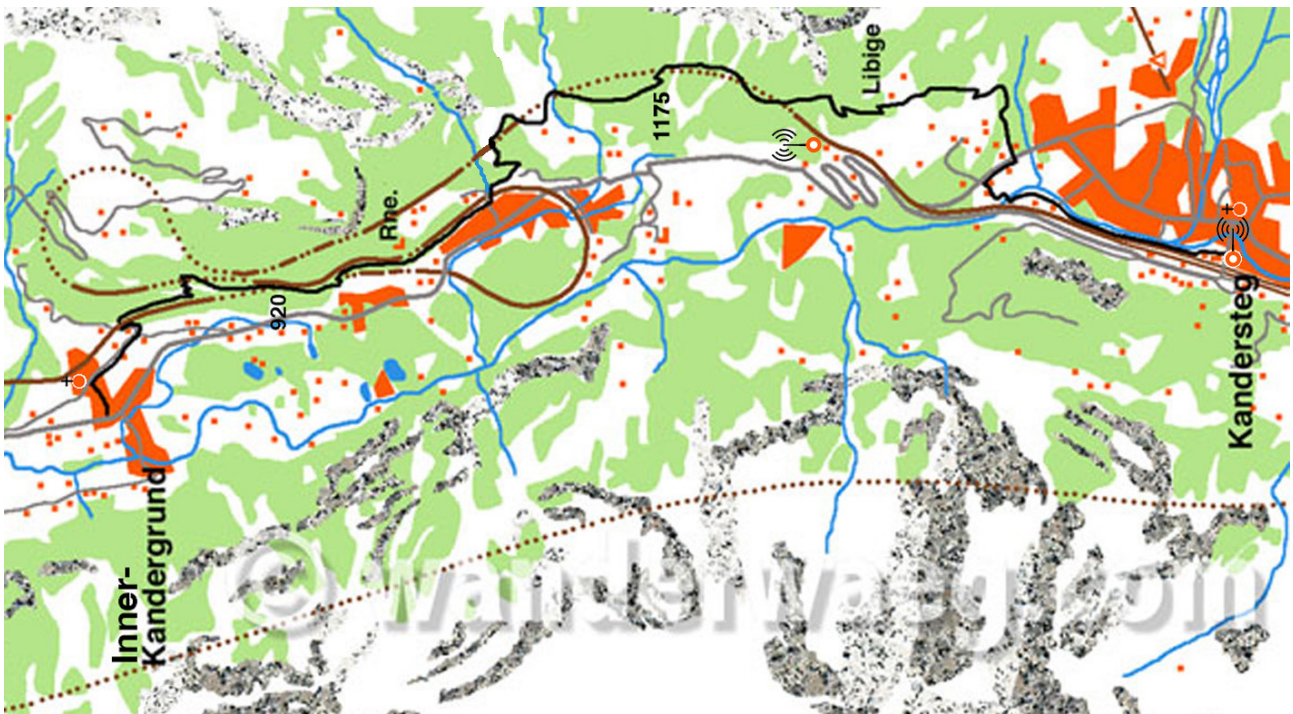 Libige
1175
Rne.
920
Kandersteg
Inner-
Kandergrund
© wanderwaeg.com